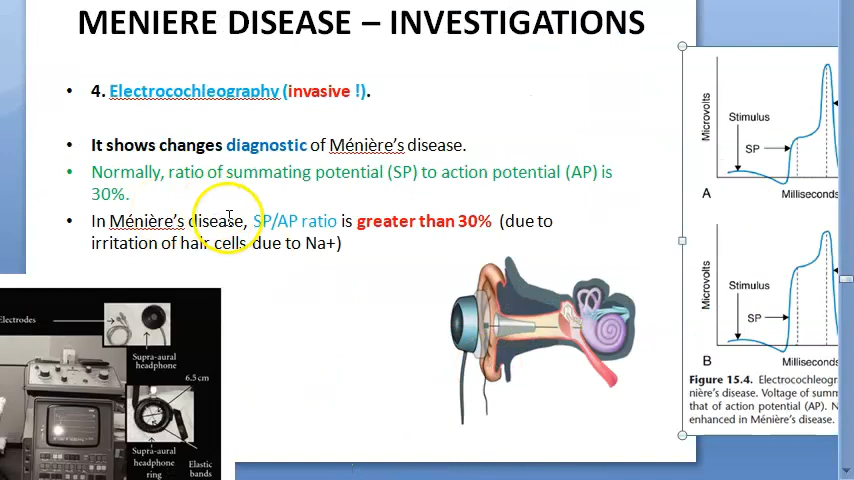 MENIERE DISEASE – INVESTIGATIONS
• 4. Electrocochleography (invasive !).
• It shows changes diagnostic of Ménière's disease.
• Normally, ratio of summating potential (SP) to action potential (AP) is
30%.
• In Ménière's disease, SP/AP ratio is greater than 30% (due to
irritation of hair cells due to Na+)
Electrodes
Supra-aural
headphone
6.5 cm
Supra-aural
headphone
ring
Elastic
bands
Microvolts
Stimulus
SP
A
Milliseconds
Microvolts
Stimulus
SP
B
Milliseconds
Figure 15.4. Electrocochleogr
nière's disease. Voltage of summ
that of action potential (AP). N
enhanced in Ménière's disease.